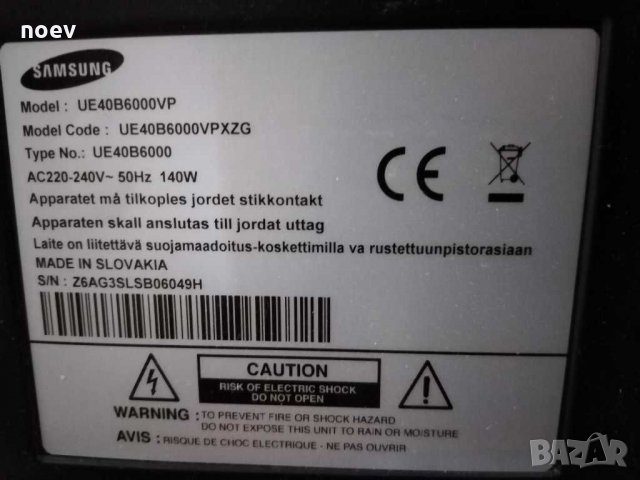 noev
SAMSUNG
Model : UE40B6000VP
Model Code : UE40B6000VPXZG
Type No.: UE40B6000
AC220-240V~ 50Hz 140W
Apparatet må tilkoples jordet stikkontakt
Apparaten skall anslutas till jordat uttag
Laite on liitettävä suojamaadoitus-koskettimilla va rustettuunpistorasiaan
MADE IN SLOVAKIA
S/N : Z6AG3SLSB06049H
CE
CAUTION
RISK OF ELECTRIC SHOCK
DO NOT OPEN
WARNING : TO PREVENT FIRE OR SHOCK HAZARD
DO NOT EXPOSE THIS UNIT TO RAIN OR MOISTURE
AVIS : RISQUE DE CHOC ELECTRIQUE - NE PAS OUVRIR
BAZAR